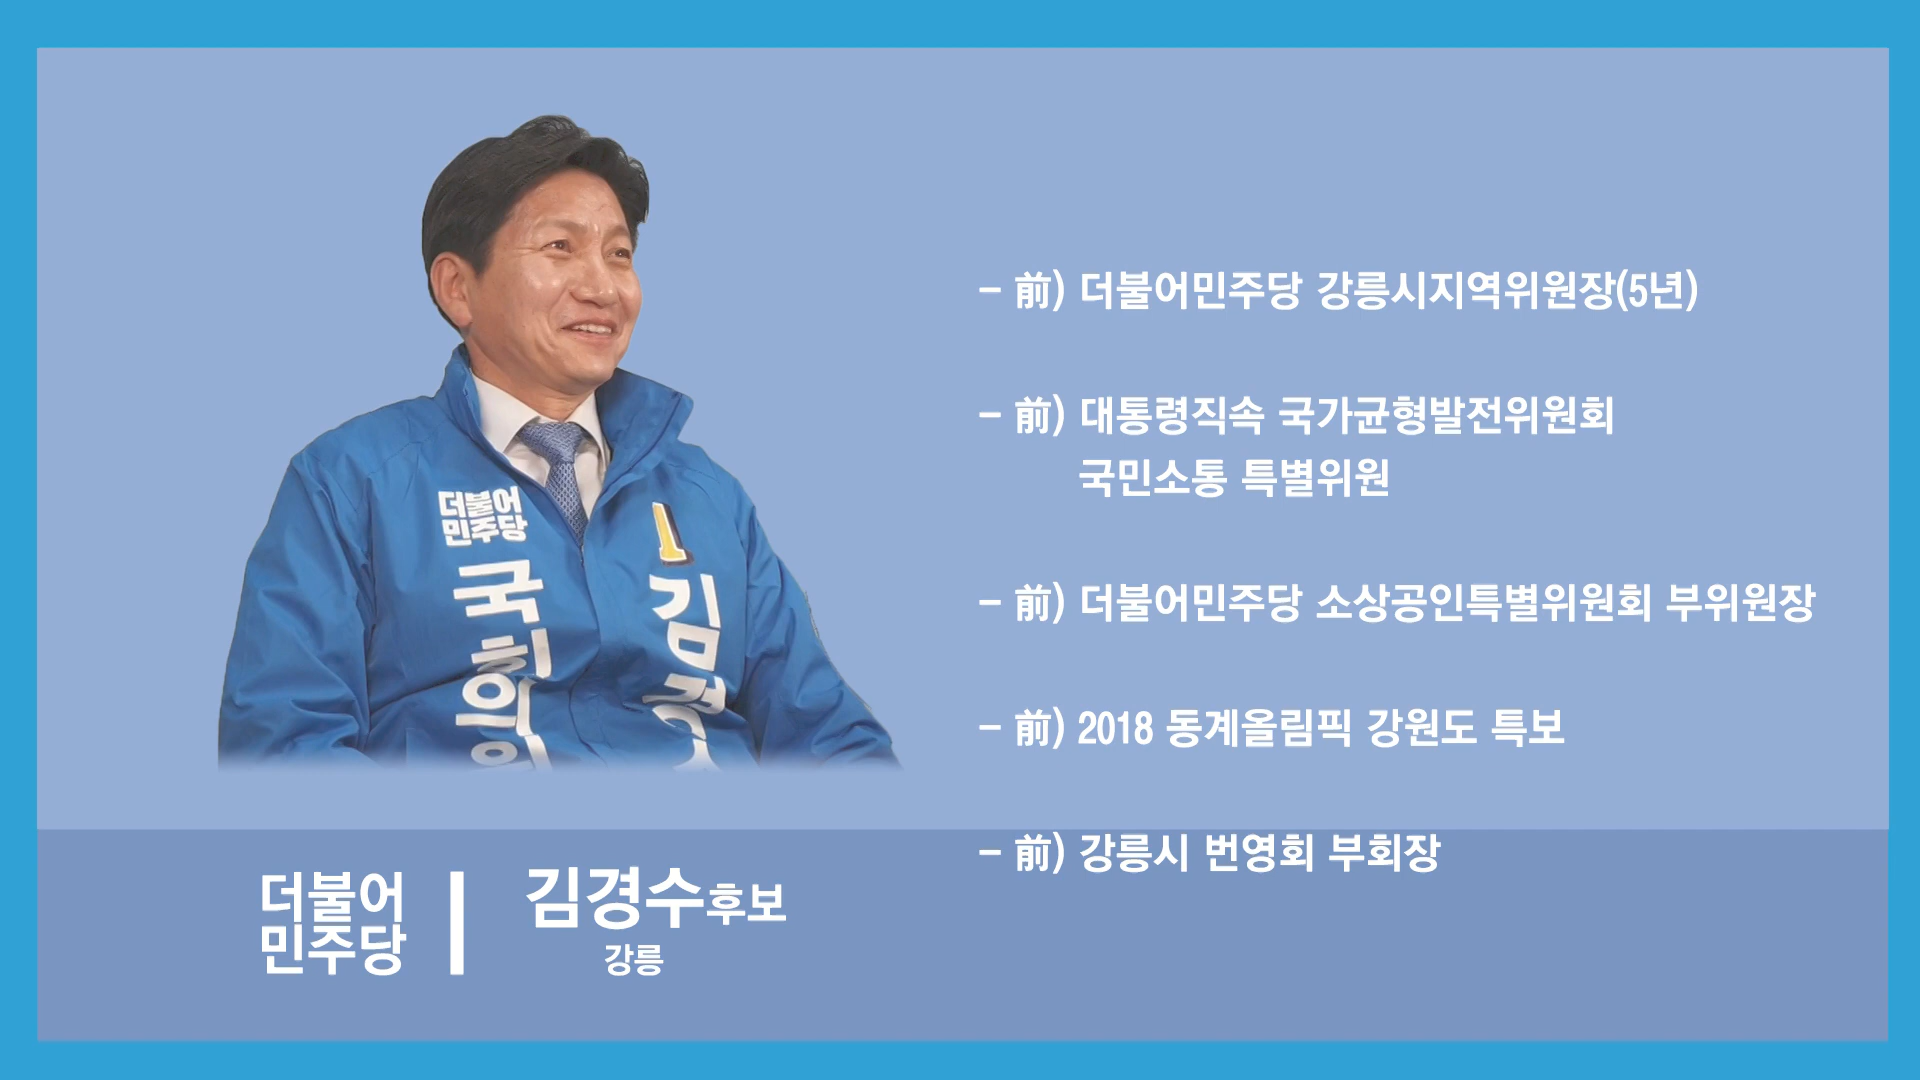 더불어
민주당
1
국회의
김경수
- 前) 더불어민주당 강릉시지역위원장(5년)
- 前) 대통령직속 국가균형발전위원회
국민소통 특별위원
- 前) 더불어민주당 소상공인특별위원회 부위원장
- 前) 2018 동계올림픽 강원도 특보
- 前) 강릉시 번영회 부회장
더불어
민주당
김경수후보
강릉